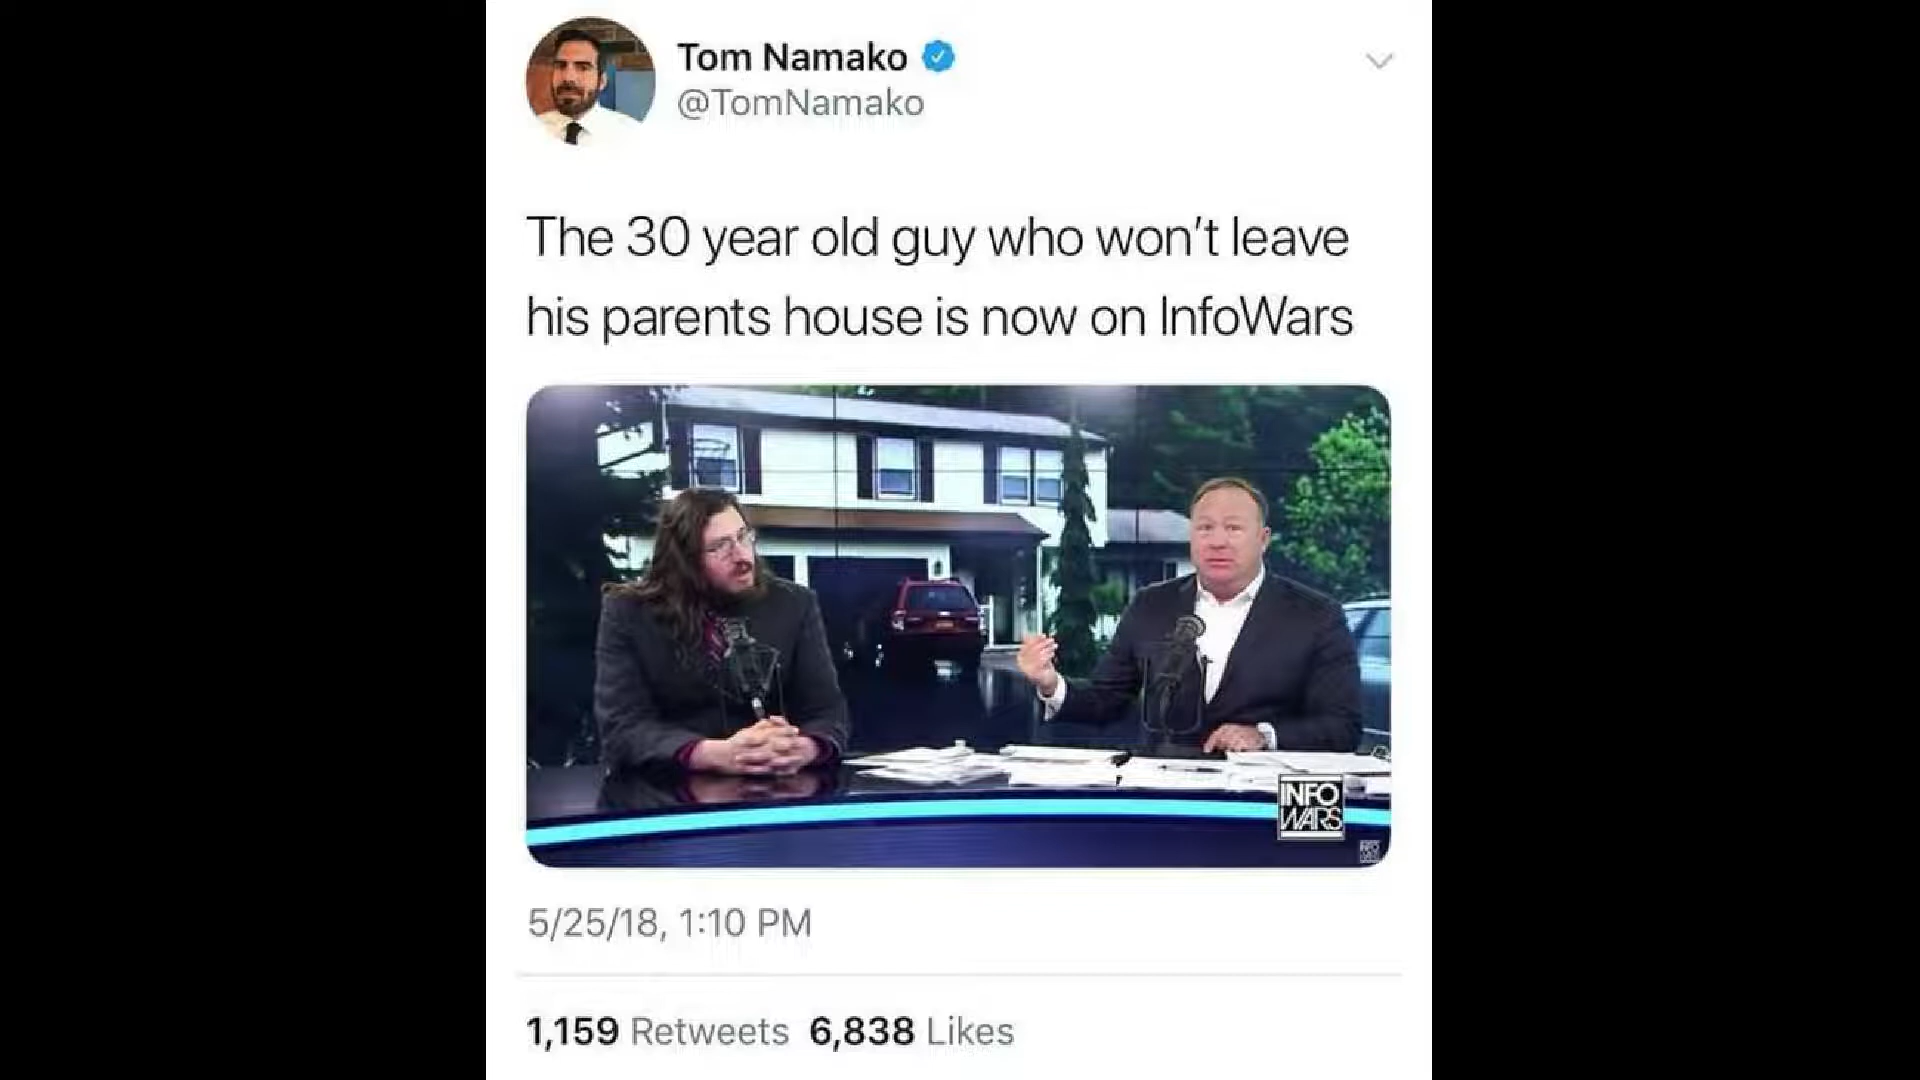 Tom Namako
@TomNamako
The 30 year old guy who won't leave
his parents house is now on InfoWars
INFO
WARS
5/25/18, 1:10 PM
1,159 Retweets 6,838 Likes